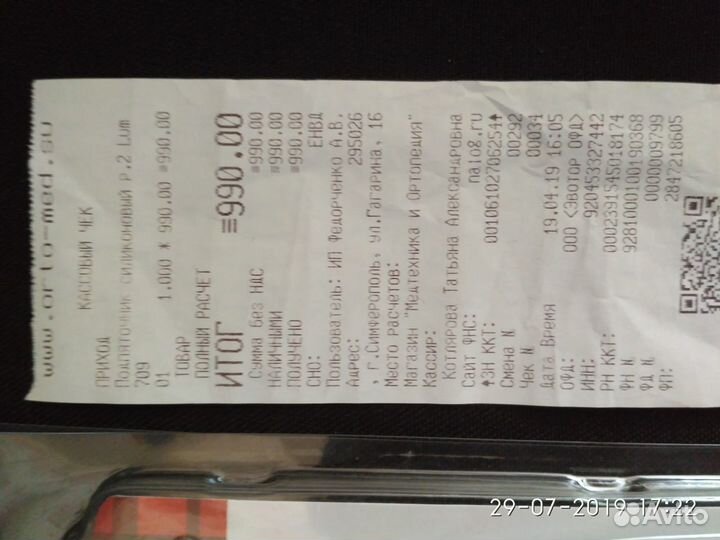 www.orto-med.su
КАССОВЫЙ ЧЕК
ПРИХОД
Подпяточник силиконовый р.2 Lum
709
1.000 * 990.00 =990.00
01 ТОВАР
ПОЛНЫЙ РАСЧЕТ
ИТОГ =990.00
Сумма без НДС =990.00
НАЛИЧНЫМИ =990.00
ПОЛУЧЕНО =990.00
СНО: ЕНВД
Пользователь: ИП Федорченко А.В.
Адрес: 295026
, г.Симферополь, ул.Гагарина, 16
Место расчетов:
Магазин "Медтехника и Ортопедия"
Кассир:
Котлярова Татьяна Александровна
Сайт ФНС: nalog.ru
↑ЗН ККТ: 00106102706254↑↑
Смена N 00292
Чек N 00034
Дата Время 19.04.19 16:05
ОФД: ООО <Эвотор ОФД>
ИНН: 920453327442
РН ККТ: 0002391545018174
ФН N 9281000100190368
ФД N 0000009799
ФП: 2847218605
29-07-2019 17:22
Avito